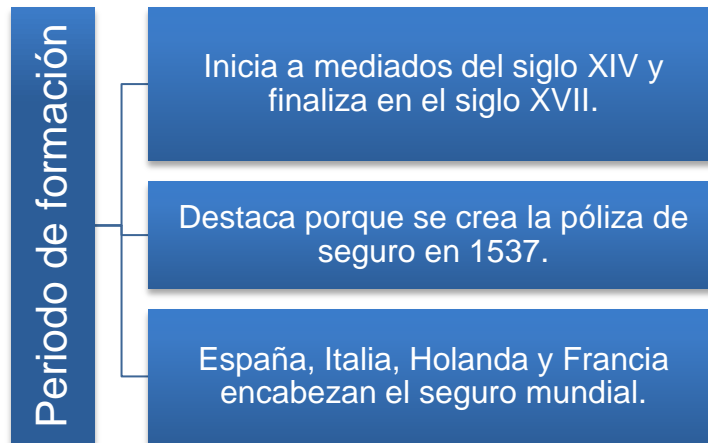 Periodo de formación
Inicia a mediados del siglo XIV y
finaliza en el siglo XVII.
Destaca porque se crea la póliza de
seguro en 1537.
España, Italia, Holanda y Francia
encabezan el seguro mundial.